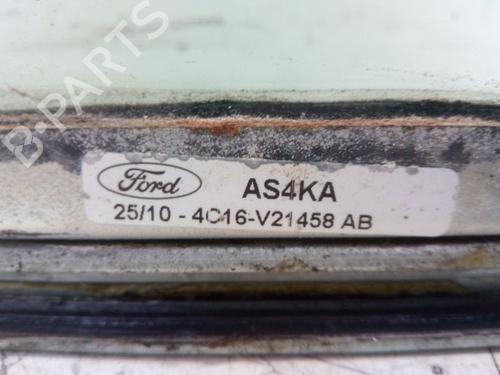 B-PARTS
Ford
AS4KA
25/10 - 4C16-V21458 AB